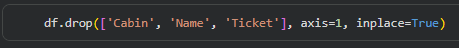 df.drop(['Cabin', 'Name', 'Ticket'], axis=1, inplace=True)